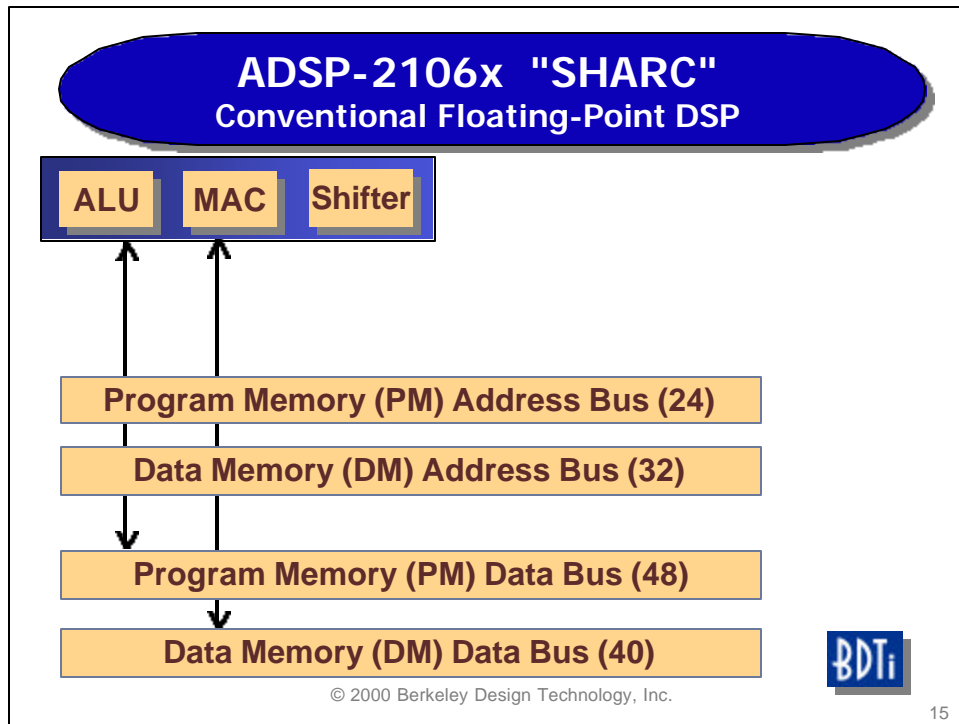 ADSP-2106x "SHARC"
Conventional Floating-Point DSP
ALU MAC Shifter
Program Memory (PM) Address Bus (24)
Data Memory (DM) Address Bus (32)
Program Memory (PM) Data Bus (48)
Data Memory (DM) Data Bus (40)
BDTi
© 2000 Berkeley Design Technology, Inc.
15